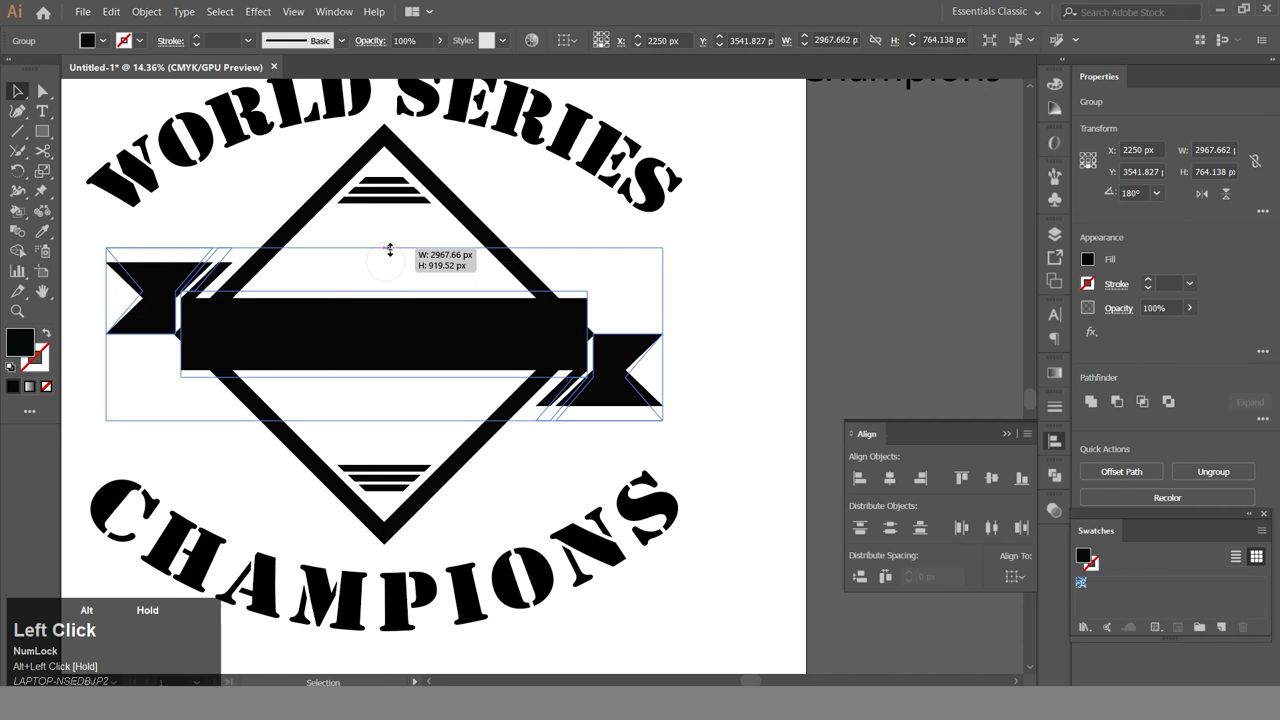 Ai
File Edit Object Type Select Effect View Window Help
Essentials Classic
Search Adobe Stock
Group
Stroke:
Basic
Opacity: 100%
Style:
X: 2250 px
Y: 3541.827 p
W: 2967.662 p
H: 764.138 px
Untitled-1* @ 14.36% (CMYK/GPU Preview) ×
Champions
WORLD SERIES
W: 2967.66 px
H: 919.52 px
CHAMPIONS
Properties
Group
Transform
X: 2250 px
W: 2967.662 |
Y: 3541.827 |
H: 764.138 px
180°
Appearance
Fill
Stroke
Opacity 100%
fx.
Pathfinder
Expand
Quick Actions
Offset Path
Ungroup
Recolor
Align
Align Objects:
Distribute Objects:
Distribute Spacing:
Align To:
0 px
Swatches
Alt Hold
Left Click
NumLock
Alt+Left Click [Hold]
LAPTOP-NSEDBJP2
1
Selection